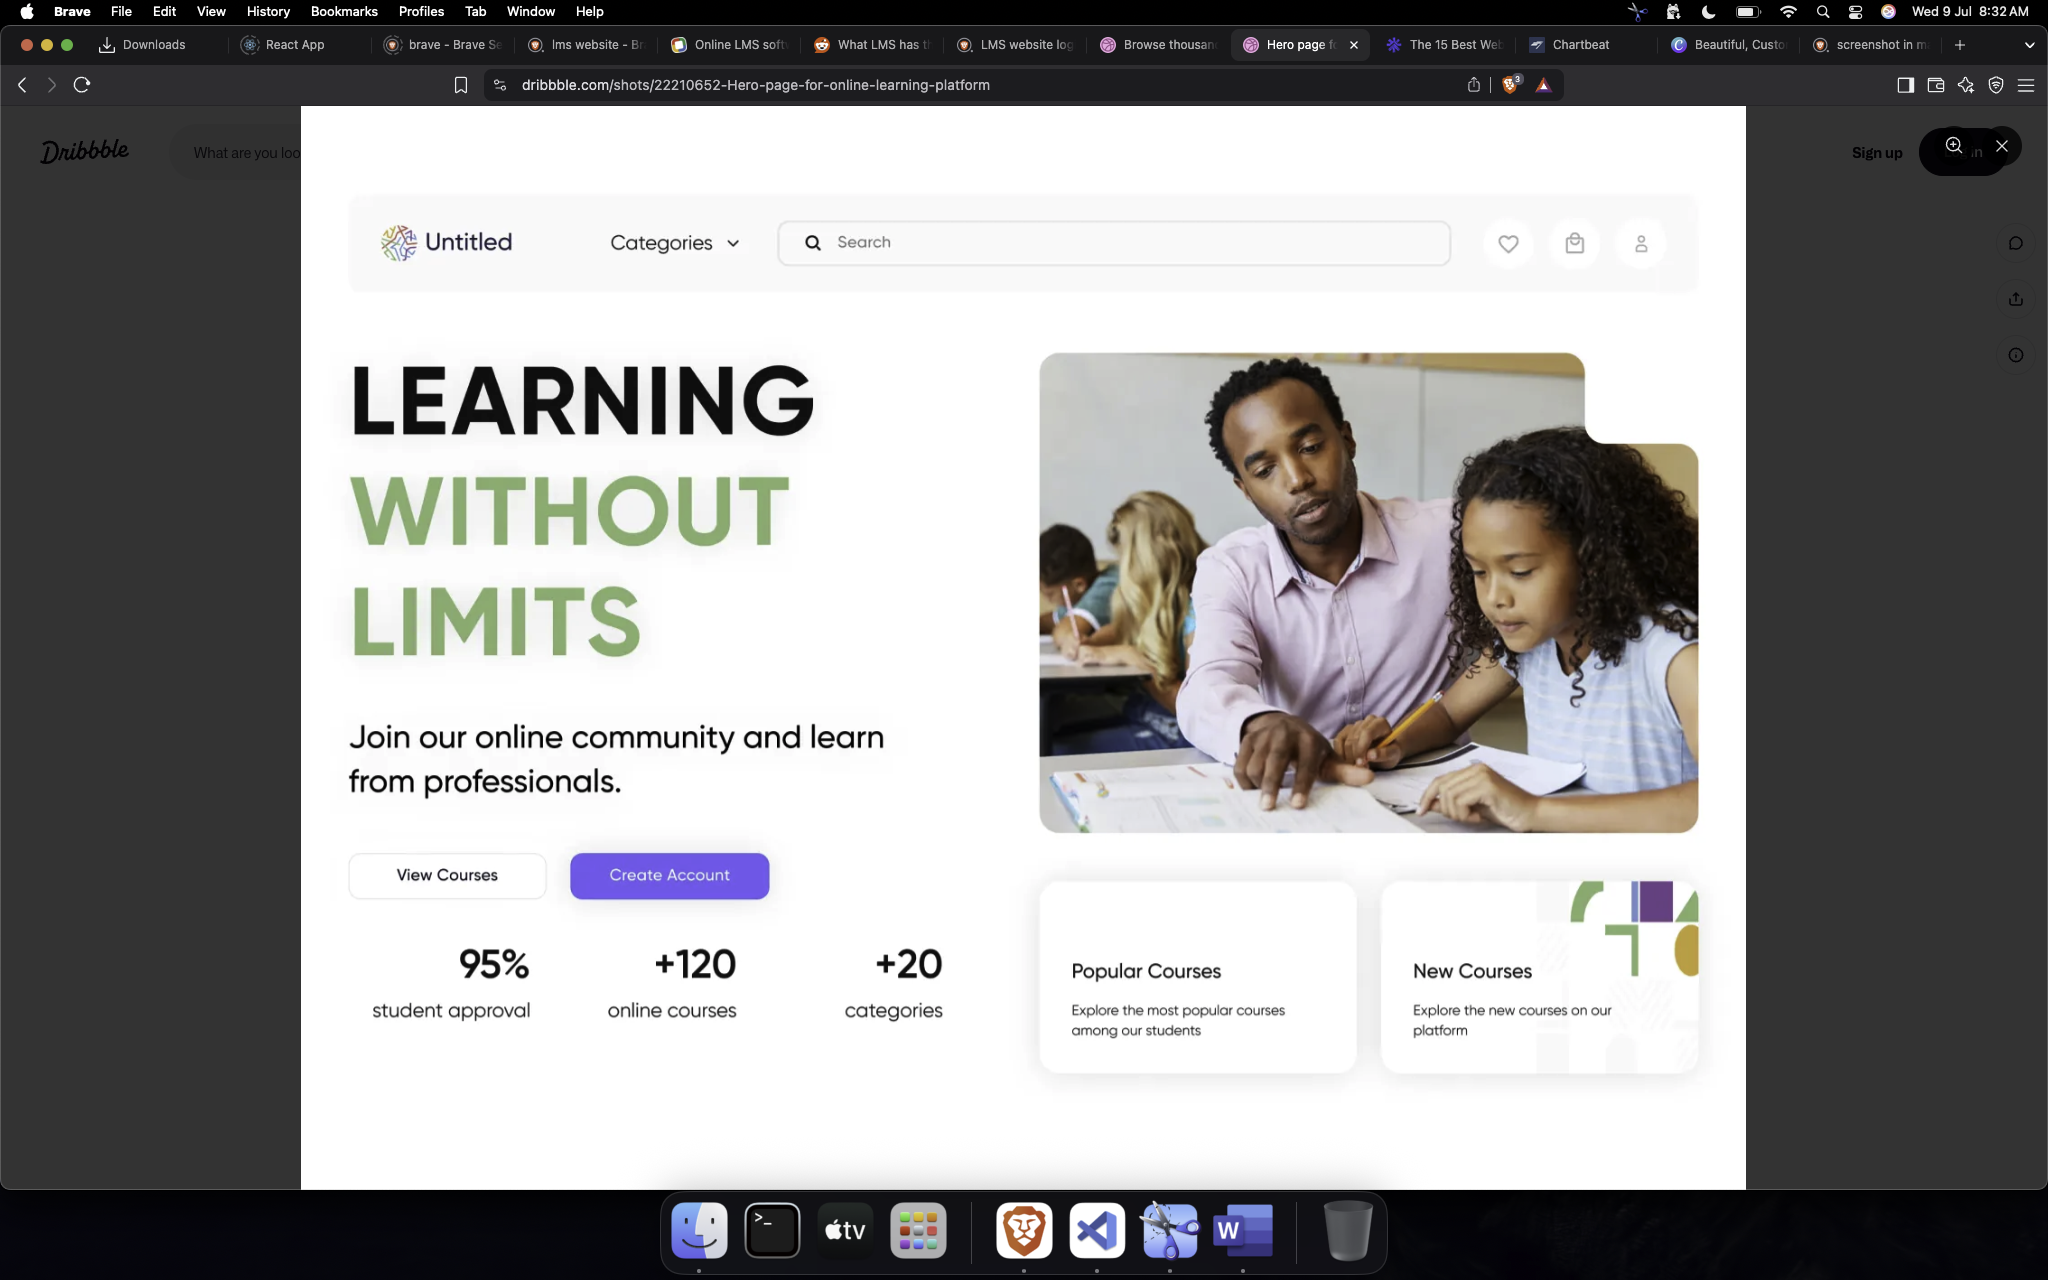 Brave File Edit View History Bookmarks Profiles Tab Window Help Wed 9 Jul 8:32 AM
Downloads React App brave - Brave Se lms website - Br Online LMS soft What LMS has t LMS website log Browse thousan Hero page f The 15 Best Web Chartbeat Beautiful, Custo screenshot in m
dribbble.com/shots/22210652-Hero-page-for-online-learning-platform 3
Dribbble What are you loo Sign up
Untitled Categories Search
LEARNING
WITHOUT
LIMITS
Join our online community and learn
from professionals.
View Courses Create Account
95% +120 +20
student approval online courses categories
Popular Courses
Explore the most popular courses
among our students
New Courses
Explore the new courses on our
platform
>_ tv W